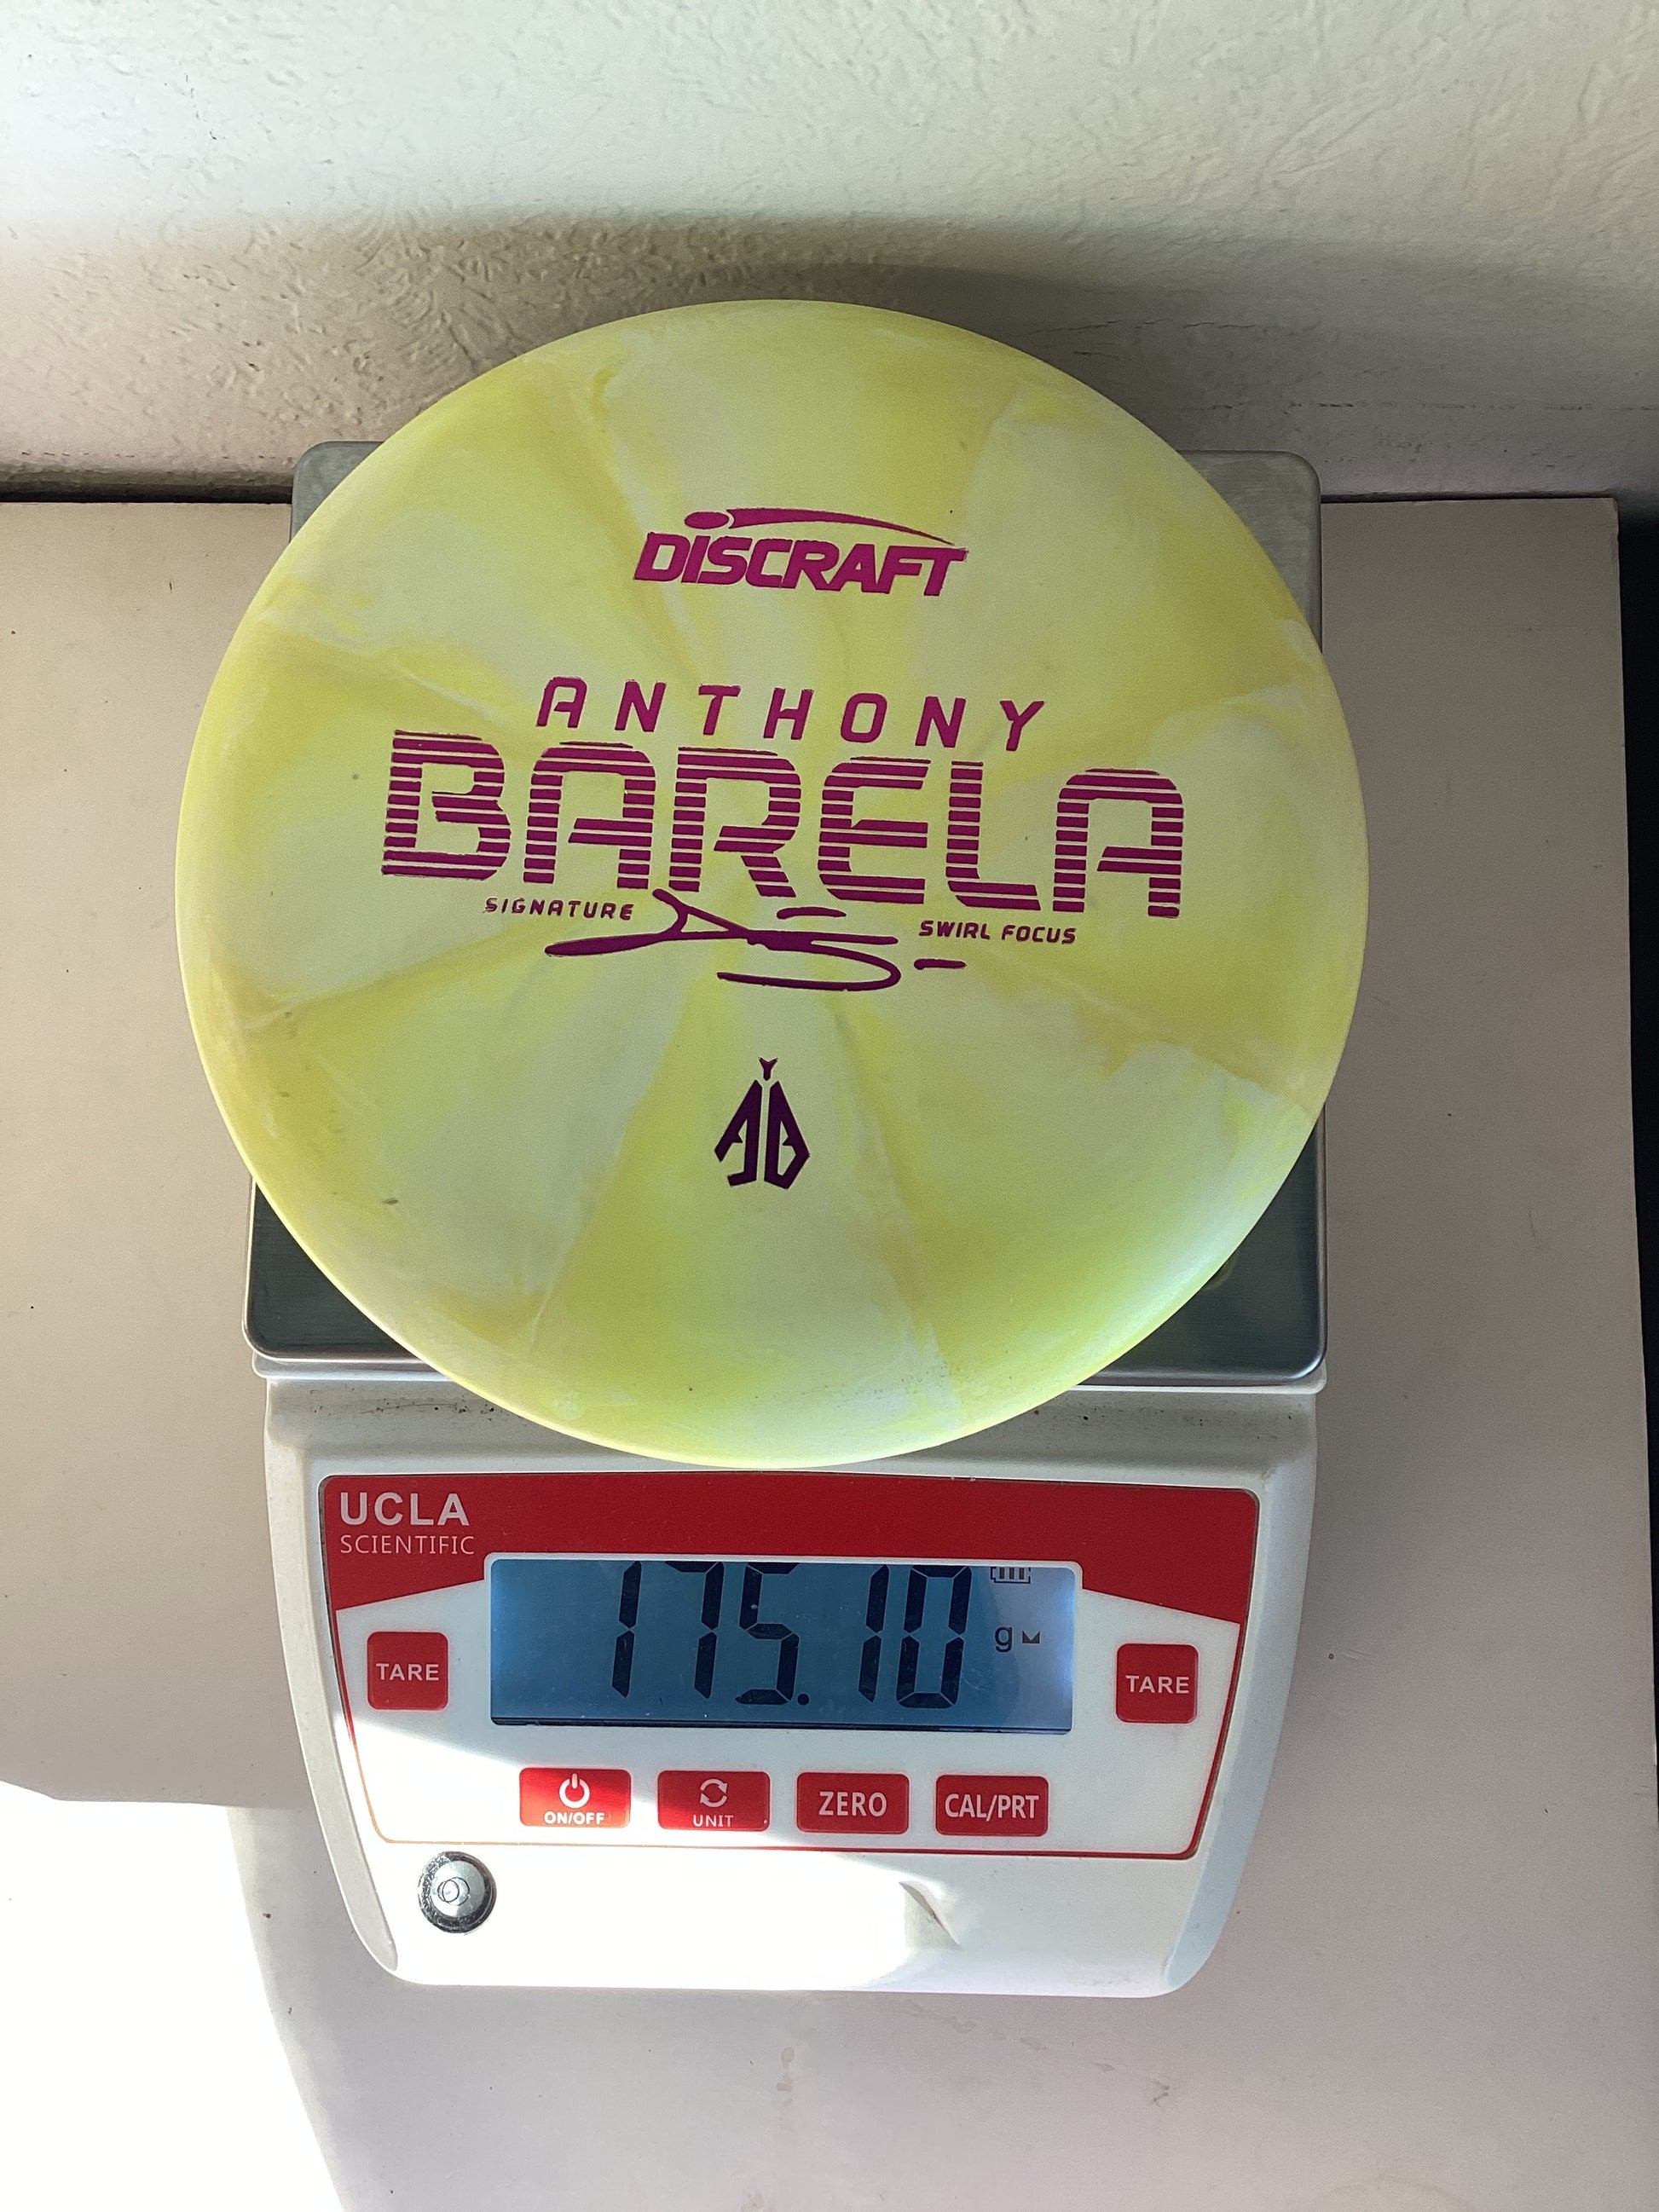 DISCRAFT
ANTHONY
BARELA
SIGNATURE
SWIRL FOCUS
AB
UCLA
SCIENTIFIC
175.10 g
TARE
TARE
ON/OFF
UNIT
ZERO
CAL/PRT